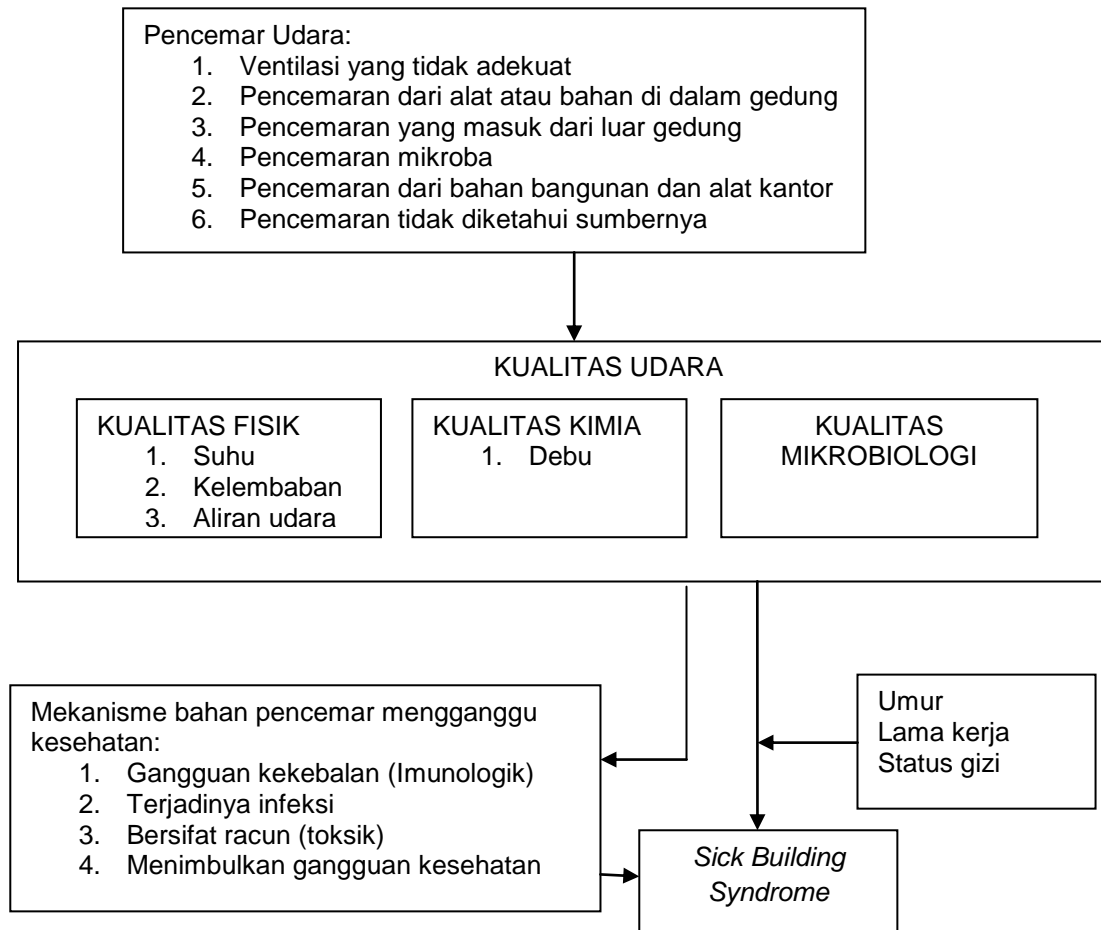 Pencemar Udara:
1. Ventilasi yang tidak adekuat
2. Pencemaran dari alat atau bahan di dalam gedung
3. Pencemaran yang masuk dari luar gedung
4. Pencemaran mikroba
5. Pencemaran dari bahan bangunan dan alat kantor
6. Pencemaran tidak diketahui sumbernya
KUALITAS UDARA
KUALITAS FISIK
1. Suhu
2. Kelembaban
3. Aliran udara
KUALITAS KIMIA
1. Debu
KUALITAS
MIKROBIOLOGI
Mekanisme bahan pencemar mengganggu
kesehatan:
1. Gangguan kekebalan (Imunologik)
2. Terjadinya infeksi
3. Bersifat racun (toksik)
4. Menimbulkan gangguan kesehatan
Umur
Lama kerja
Status gizi
Sick Building
Syndrome